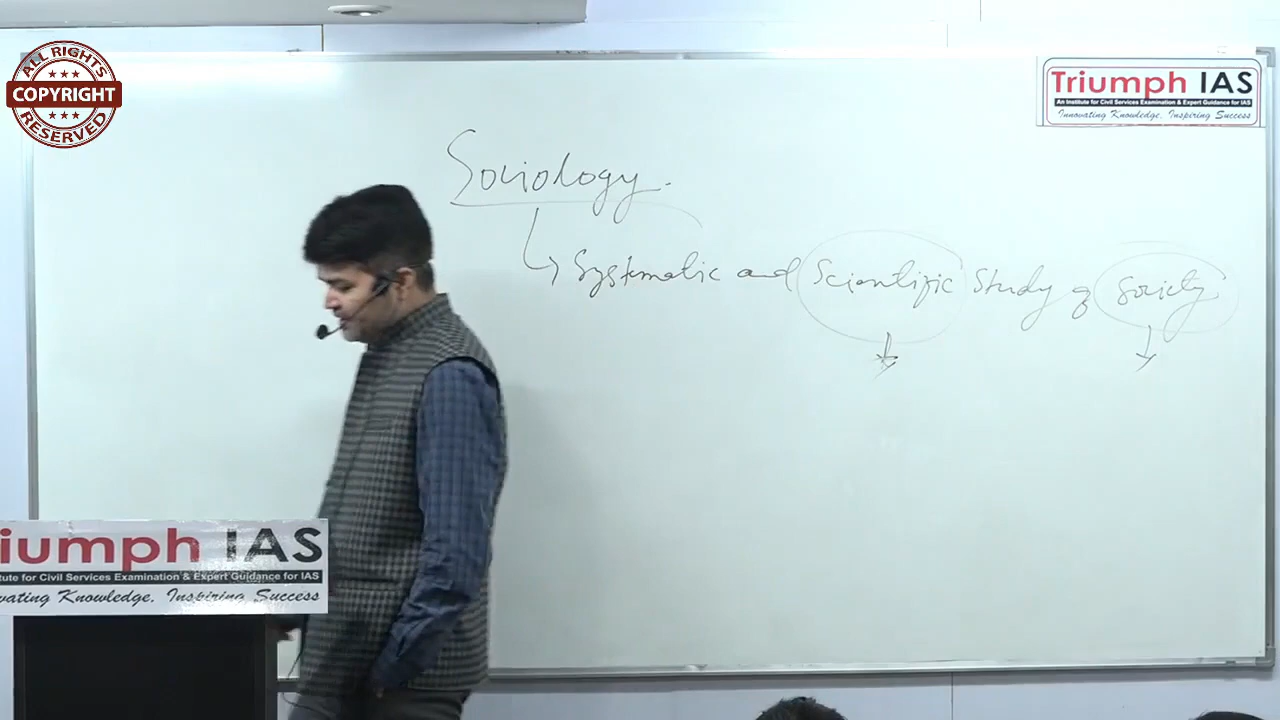 ALL RIGHTS
COPYRIGHT
RESERVED
Triumph IAS
An Institute for Civil Services Examination & Expert Guidance for IAS
Innovating Knowledge. Inspiring Success
Sociology.
Systematic and Scientific Study of Society
iumph IAS
tute for Civil Services Examination & Expert Guidance for IAS
vating Knowledge. Inspiring Success